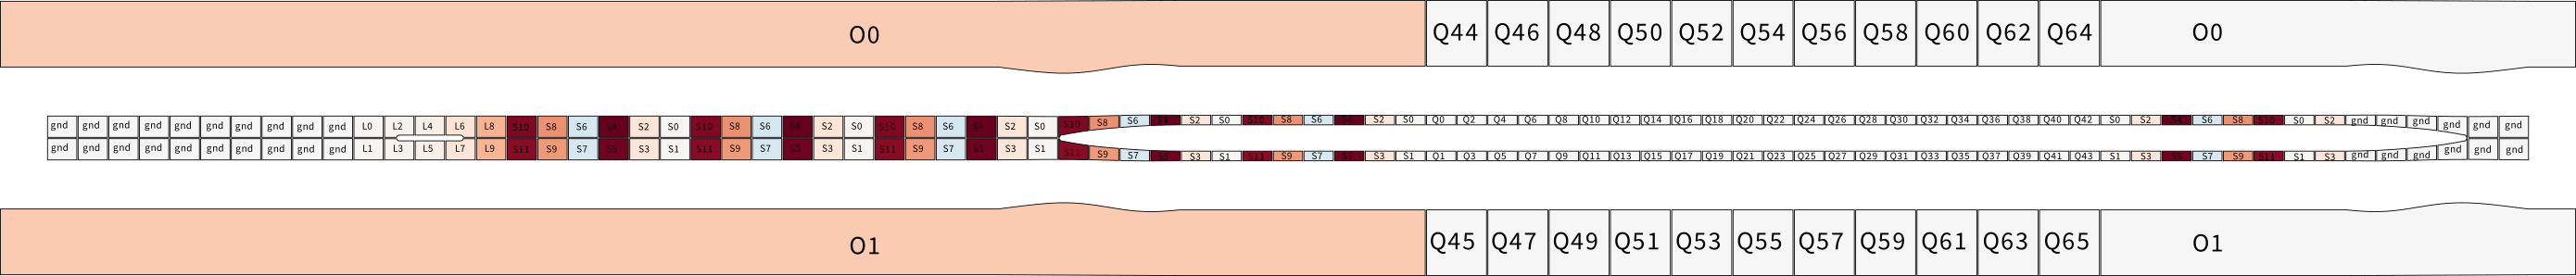 O0 Q44 Q46 Q48 Q50 Q52 Q54 Q56 Q58 Q60 Q62 Q64 O0
gnd gnd gnd gnd gnd gnd gnd gnd gnd gnd L0 L2 L4 L6 L8 S10 S8 S6 S4 S2 S0 S10 S8 S6 S4 S2 S0 S10 S8 S6 S4 S2 S0 S10 S8 S6 S4 S2 S0 S10 S8 S6 S4 S2 S0 Q0 Q2 Q4 Q6 Q8 Q10 Q12 Q14 Q16 Q18 Q20 Q22 Q24 Q26 Q28 Q30 Q32 Q34 Q36 Q38 Q40 Q42 S0 S2 S4 S6 S8 S10 S0 S2 gnd gnd gnd gnd gnd gnd
gnd gnd gnd gnd gnd gnd gnd gnd gnd gnd L1 L3 L5 L7 L9 S11 S9 S7 S5 S3 S1 S11 S9 S7 S5 S3 S1 S11 S9 S7 S5 S3 S1 S11 S9 S7 S5 S3 S1 S11 S9 S7 S5 S3 S1 Q1 Q3 Q5 Q7 Q9 Q11 Q13 Q15 Q17 Q19 Q21 Q23 Q25 Q27 Q29 Q31 Q33 Q35 Q37 Q39 Q41 Q43 S1 S3 S5 S7 S9 S11 S1 S3 gnd gnd gnd gnd gnd gnd
O1 Q45 Q47 Q49 Q51 Q53 Q55 Q57 Q59 Q61 Q63 Q65 O1